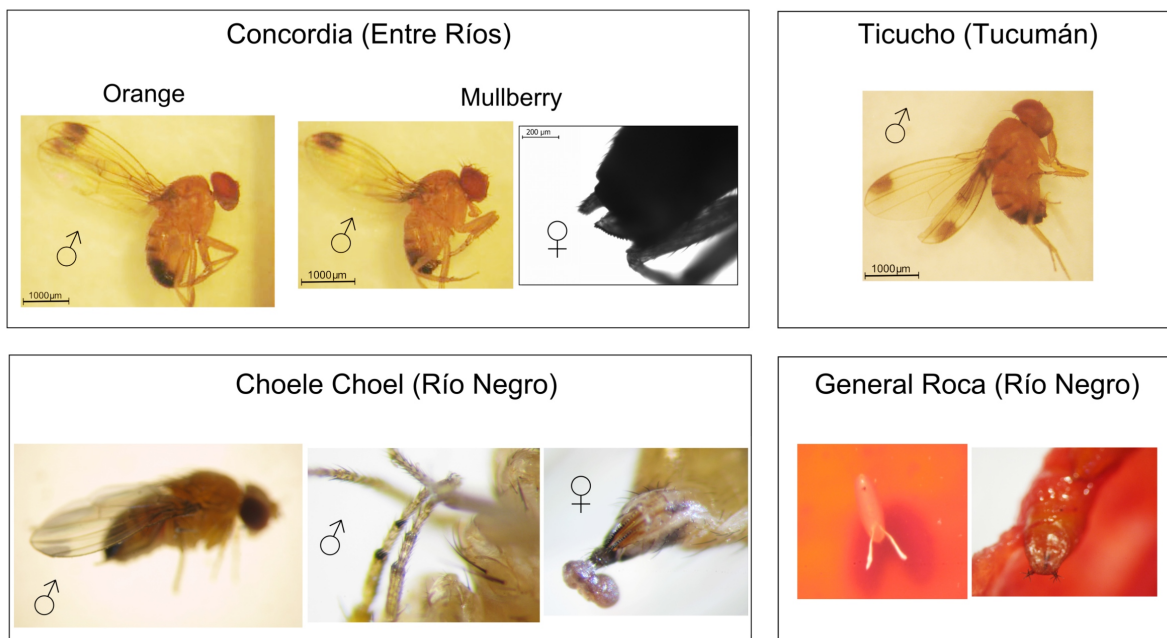 Concordia (Entre Ríos)
Orange
Mullberry
♂
1000µm
♂
1000µm
200 µm
♀
Ticucho (Tucumán)
♂
1000µm
Choele Choel (Río Negro)
♂
♂
♀
General Roca (Río Negro)